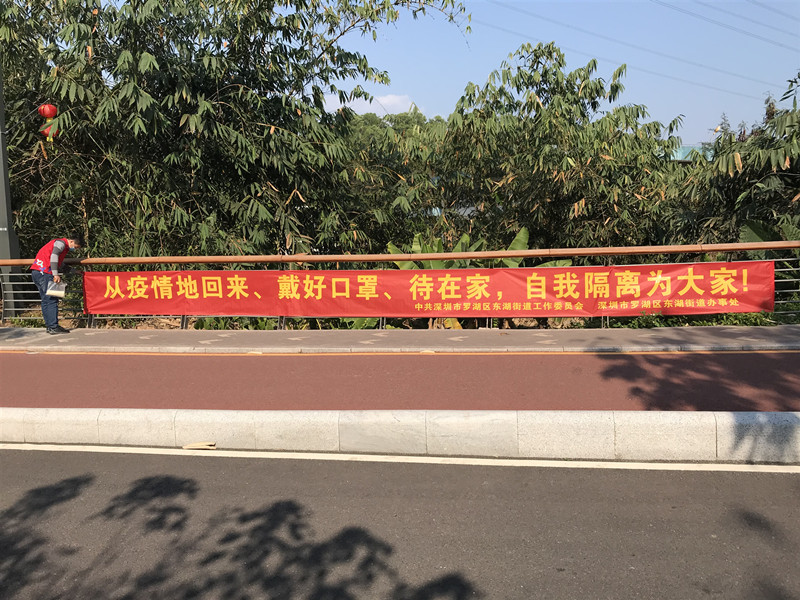 从疫情地回来、戴好口罩、待在家，自我隔离为大家!
中共深圳市罗湖区东湖街道工作委员会 深圳市罗湖区东湖街道办事处